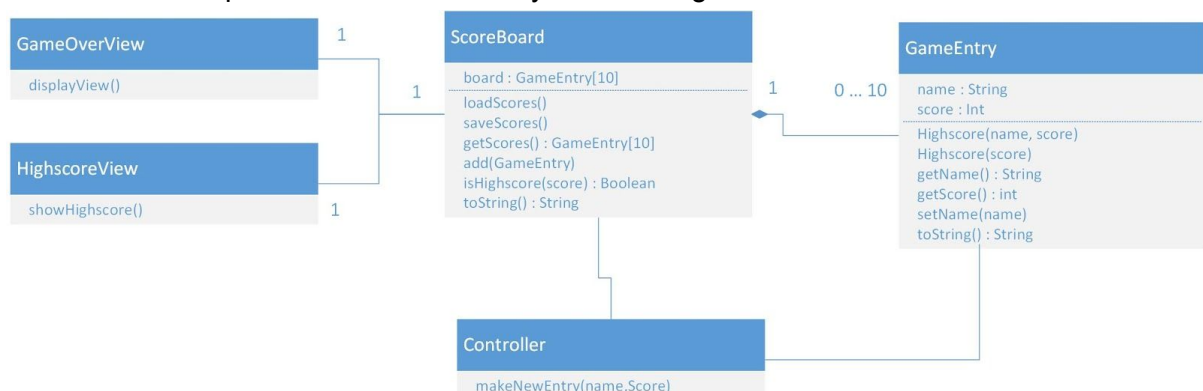 GameOverView
displayView()
1
HighscoreView
showHighscore()
1
1
ScoreBoard
board : GameEntry[10]
loadScores()
saveScores()
getScores() : GameEntry[10]
add(GameEntry)
isHighscore(score) : Boolean
toString() : String
1
0 ... 10
GameEntry
name : String
score : Int
Highscore(name, score)
Highscore(score)
getName() : String
getScore() : int
setName(name)
toString() : String
Controller
makeNewEntry(name,Score)